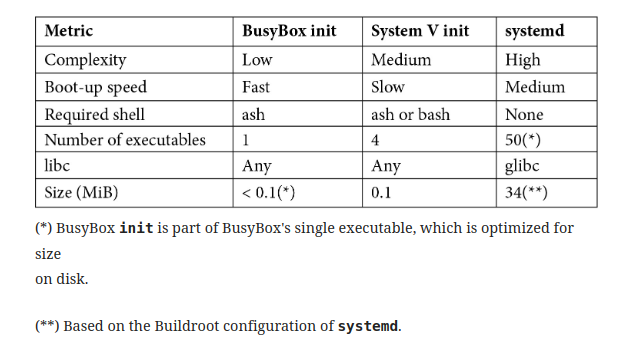 Metric BusyBox init System V init systemd
Complexity Low Medium High
Boot-up speed Fast Slow Medium
Required shell ash ash or bash None
Number of executables 1 4 50(*)
libc Any Any glibc
Size (MiB) < 0.1(*) 0.1 34(**)
(*) BusyBox init is part of BusyBox's single executable, which is optimized for
size
on disk.
(**) Based on the Buildroot configuration of systemd.